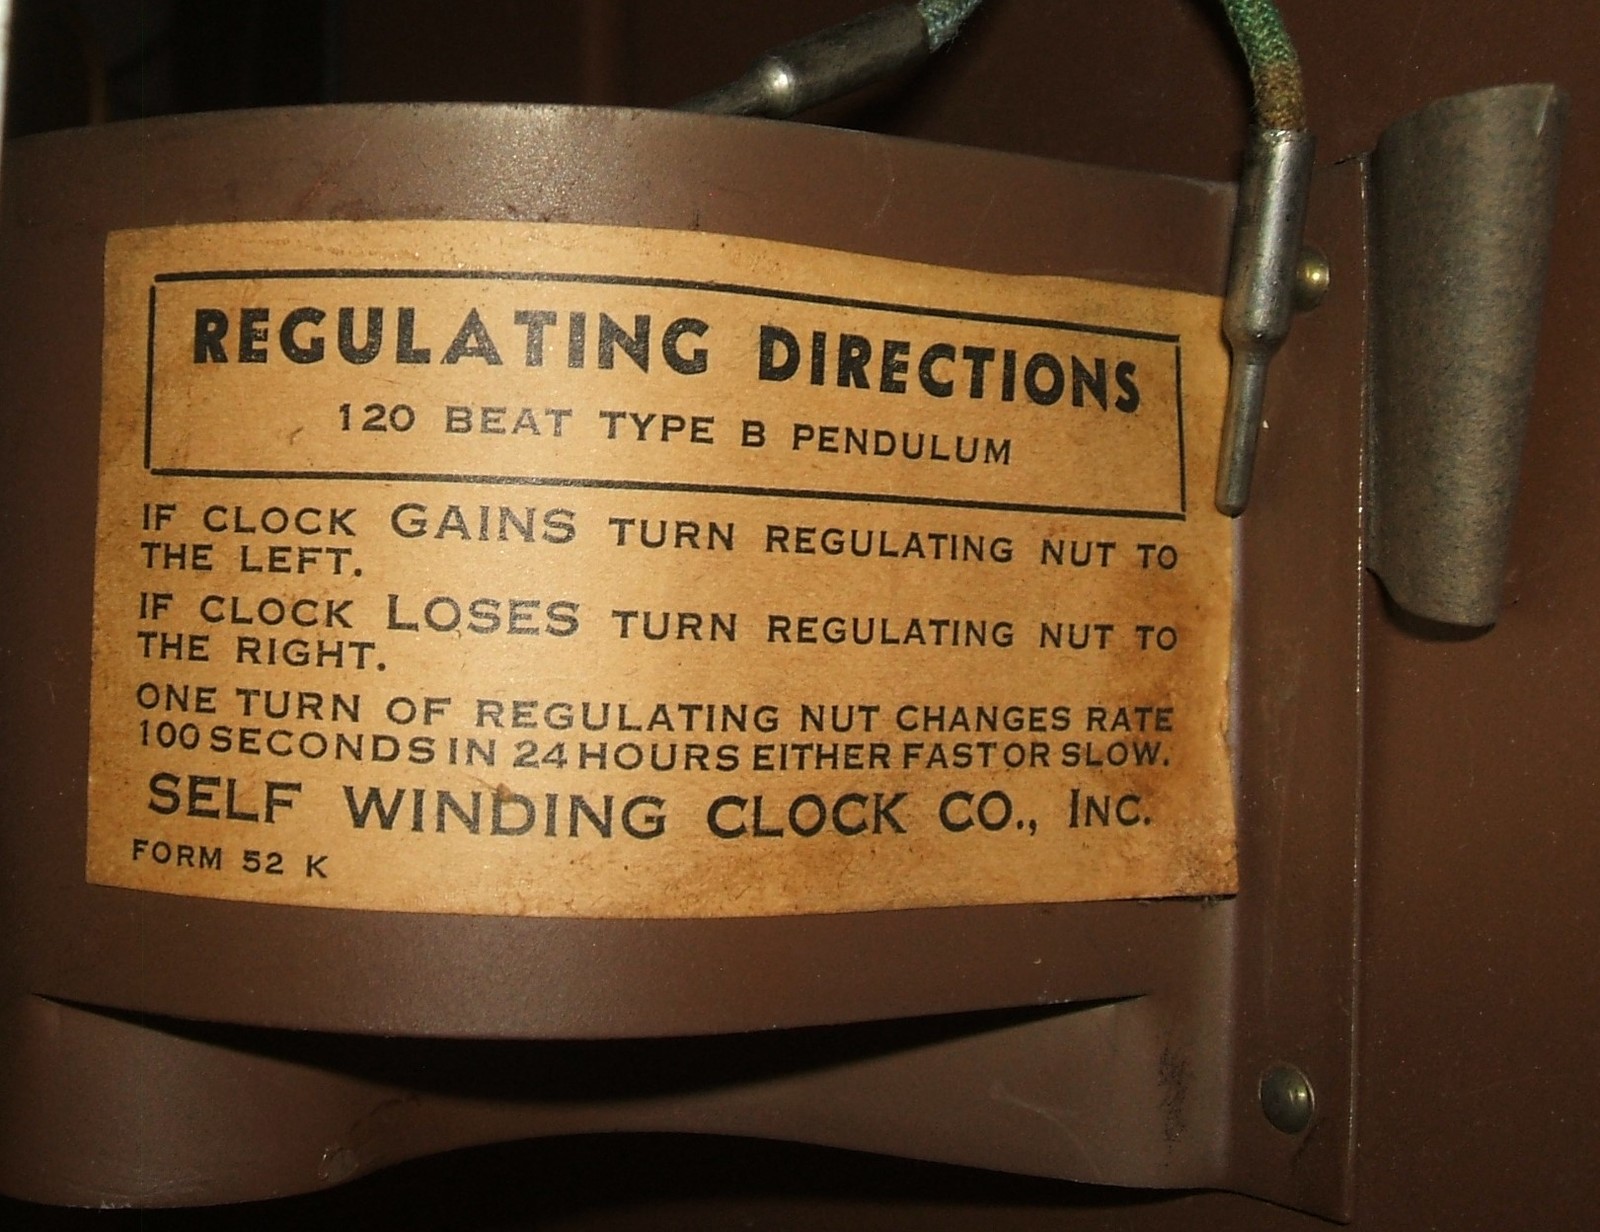 REGULATING DIRECTIONS
120 BEAT TYPE B PENDULUM
IF CLOCK GAINS TURN REGULATING NUT TO
THE LEFT.
IF CLOCK LOSES TURN REGULATING NUT TO
THE RIGHT.
ONE TURN OF REGULATING NUT CHANGES RATE
100 SECONDS IN 24 HOURS EITHER FAST OR SLOW.
SELF WINDING CLOCK CO., INC.
FORM 52 K